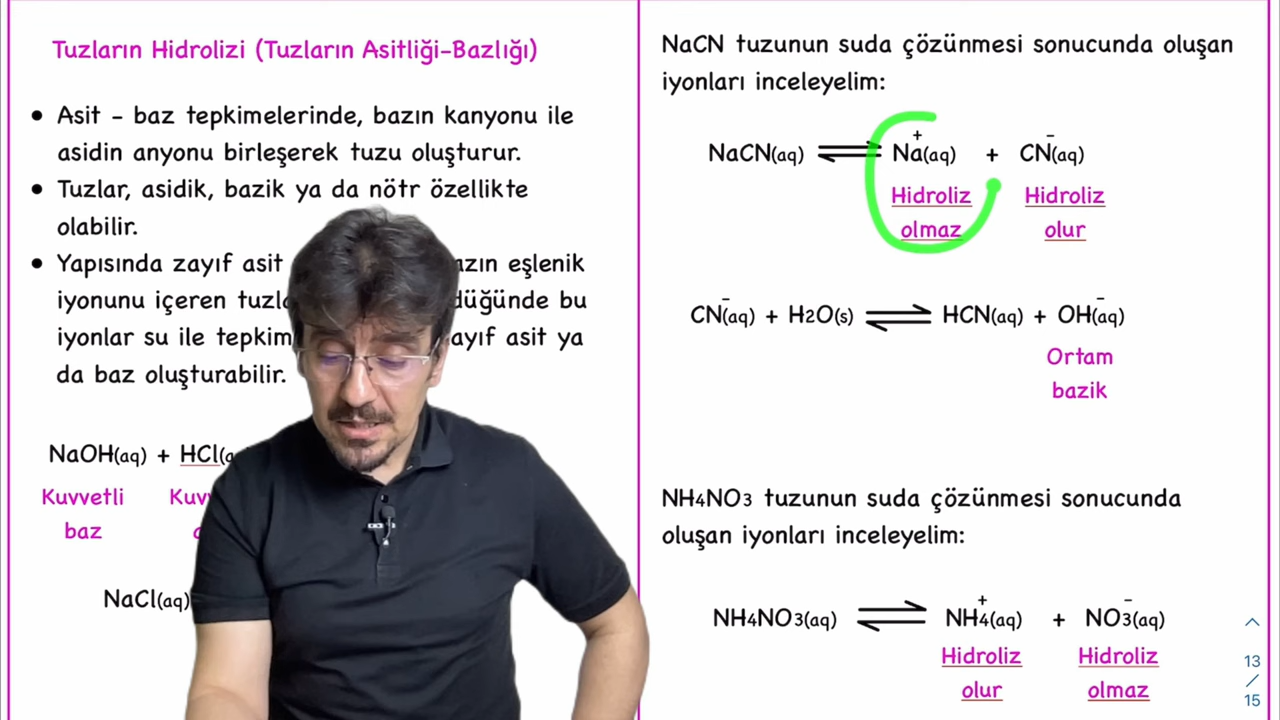 Tuzların Hidrolizi (Tuzların Asitliği-Bazlığı)
• Asit - baz tepkimelerinde, bazın kanyonu ile
asidin anyonu birleşerek tuzu oluşturur.
• Tuzlar, asidik, bazik ya da nötr özellikte
olabilir.
• Yapısında zayıf asit eşlenik
iyonunu içeren bu
iyonlar su ile ya
da baz oluşturabilir.
NaOH(aq) + HCl
Kuvvetli
baz
NaCl(aq)
NaCN tuzunun suda çözünmesi sonucunda oluşan
iyonları inceleyelim:
NaCN(aq) ⇌ Na⁺(aq) + CN⁻(aq)
Hidroliz Hidroliz
olmaz olur
CN⁻(aq) + H2O(s) ⇌ HCN(aq) + OH⁻(aq)
Ortam
bazik
NH4NO3 tuzunun suda çözünmesi sonucunda
oluşan iyonları inceleyelim:
NH4NO3(aq) ⇌ NH4⁺(aq) + NO3⁻(aq)
Hidroliz Hidroliz
olur olmaz
13
/
15